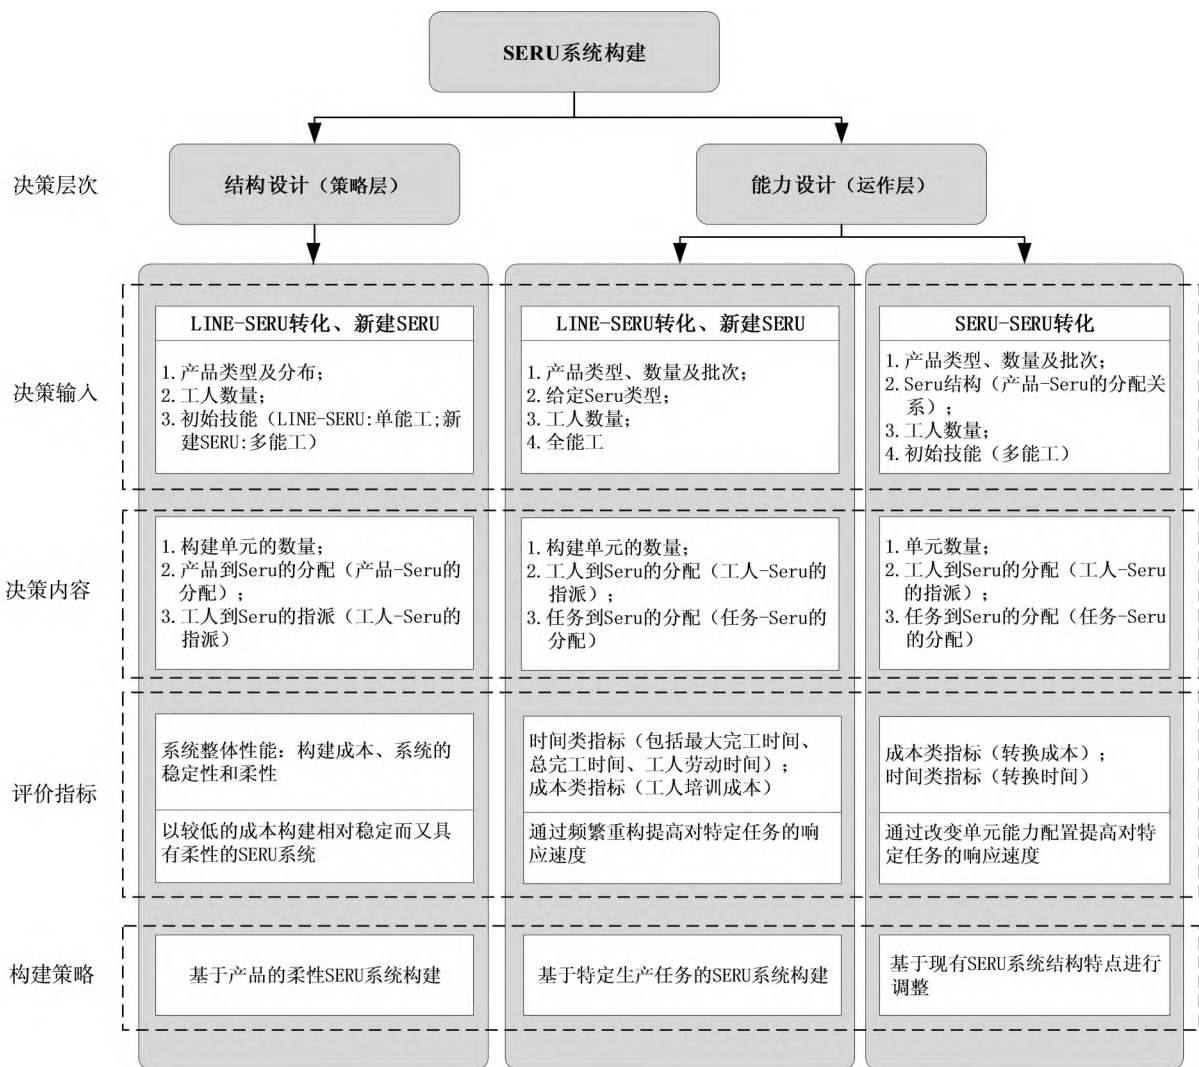 SERU系统构建
决策层次
结构设计（策略层）
能力设计（运作层）
决策输入
LINE-SERU转化、新建SERU
1. 产品类型及分布；
2. 工人数量；
3. 初始技能（LINE-SERU:单能工;新
建SERU:多能工）
LINE-SERU转化、新建SERU
1. 产品类型、数量及批次；
2. 给定Seru类型；
3. 工人数量；
4. 全能工
SERU-SERU转化
1. 产品类型、数量及批次；
2. Seru结构（产品-Seru的分配关
系）；
3. 工人数量；
4. 初始技能（多能工）
决策内容
1. 构建单元的数量；
2. 产品到Seru的分配（产品-Seru的
分配）；
3. 工人到Seru的指派（工人-Seru的
指派）
1. 构建单元的数量；
2. 工人到Seru的分配（工人-Seru的
指派）；
3. 任务到Seru的分配（任务-Seru的
分配）
1. 单元数量；
2. 工人到Seru的分配（工人-Seru
的指派）；
3. 任务到Seru的分配（任务-Seru
的分配）
评价指标
系统整体性能：构建成本、系统的
稳定性和柔性
以较低的成本构建相对稳定而又具
有柔性的SERU系统
时间类指标（包括最大完工时间、
总完工时间、工人劳动时间）；
成本类指标（工人培训成本）
通过频繁重构提高对特定任务的响
应速度
成本类指标（转换成本）；
时间类指标（转换时间）
通过改变单元能力配置提高对特
定任务的响应速度
构建策略
基于产品的柔性SERU系统构建
基于特定生产任务的SERU系统构建
基于现有SERU系统结构特点进行
调整